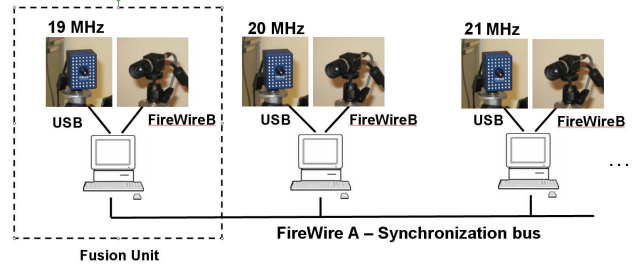 19 MHz
20 MHz
21 MHz
USB
FireWireB
USB
FireWireB
USB
FireWireB
...
FireWire A – Synchronization bus
Fusion Unit